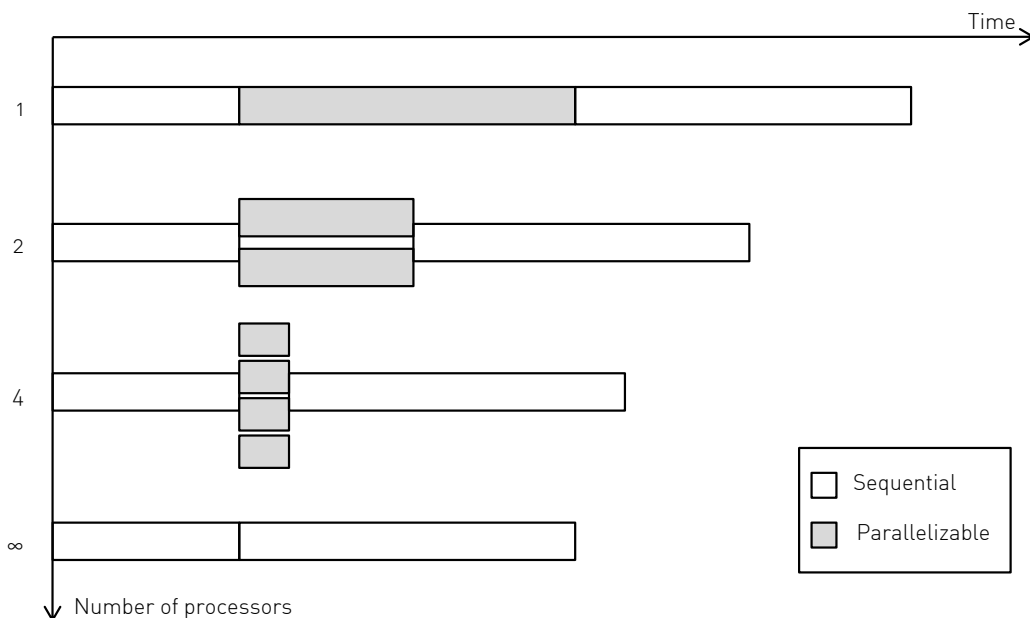 Time
1
2
4
∞
Sequential
Parallelizable
Number of processors